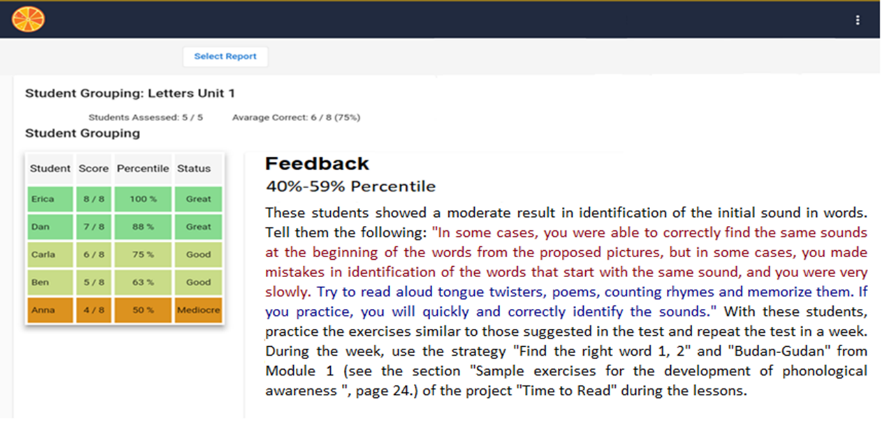 Select Report
Student Grouping: Letters Unit 1
Students Assessed: 5 / 5 Avarage Correct: 6 / 8 (75%)
Student Grouping
Student Score Percentile Status
Erica 8 / 8 100 % Great
Dan 7 / 8 88 % Great
Carla 6 / 8 75 % Good
Ben 5 / 8 63 % Good
Anna 4 / 8 50 % Mediocre
Feedback
40%-59% Percentile
These students showed a moderate result in identification of the initial sound in words.
Tell them the following: "In some cases, you were able to correctly find the same sounds
at the beginning of the words from the proposed pictures, but in some cases, you made
mistakes in identification of the words that start with the same sound, and you were very
slowly. Try to read aloud tongue twisters, poems, counting rhymes and memorize them. If
you practice, you will quickly and correctly identify the sounds." With these students,
practice the exercises similar to those suggested in the test and repeat the test in a week.
During the week, use the strategy "Find the right word 1, 2" and "Budan-Gudan" from
Module 1 (see the section "Sample exercises for the development of phonological
awareness ", page 24.) of the project "Time to Read" during the lessons.